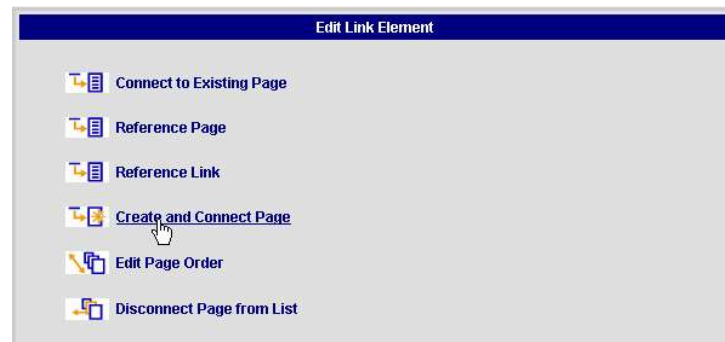 Edit Link Element
Connect to Existing Page
Reference Page
Reference Link
Create and Connect Page
Edit Page Order
Disconnect Page from List